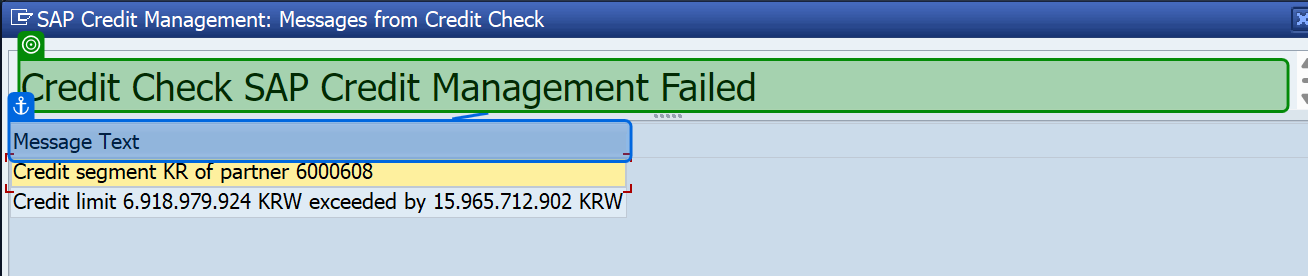 SAP Credit Management: Messages from Credit Check
Credit Check SAP Credit Management Failed
Message Text
Credit segment KR of partner 6000608
Credit limit 6.918.979.924 KRW exceeded by 15.965.712.902 KRW